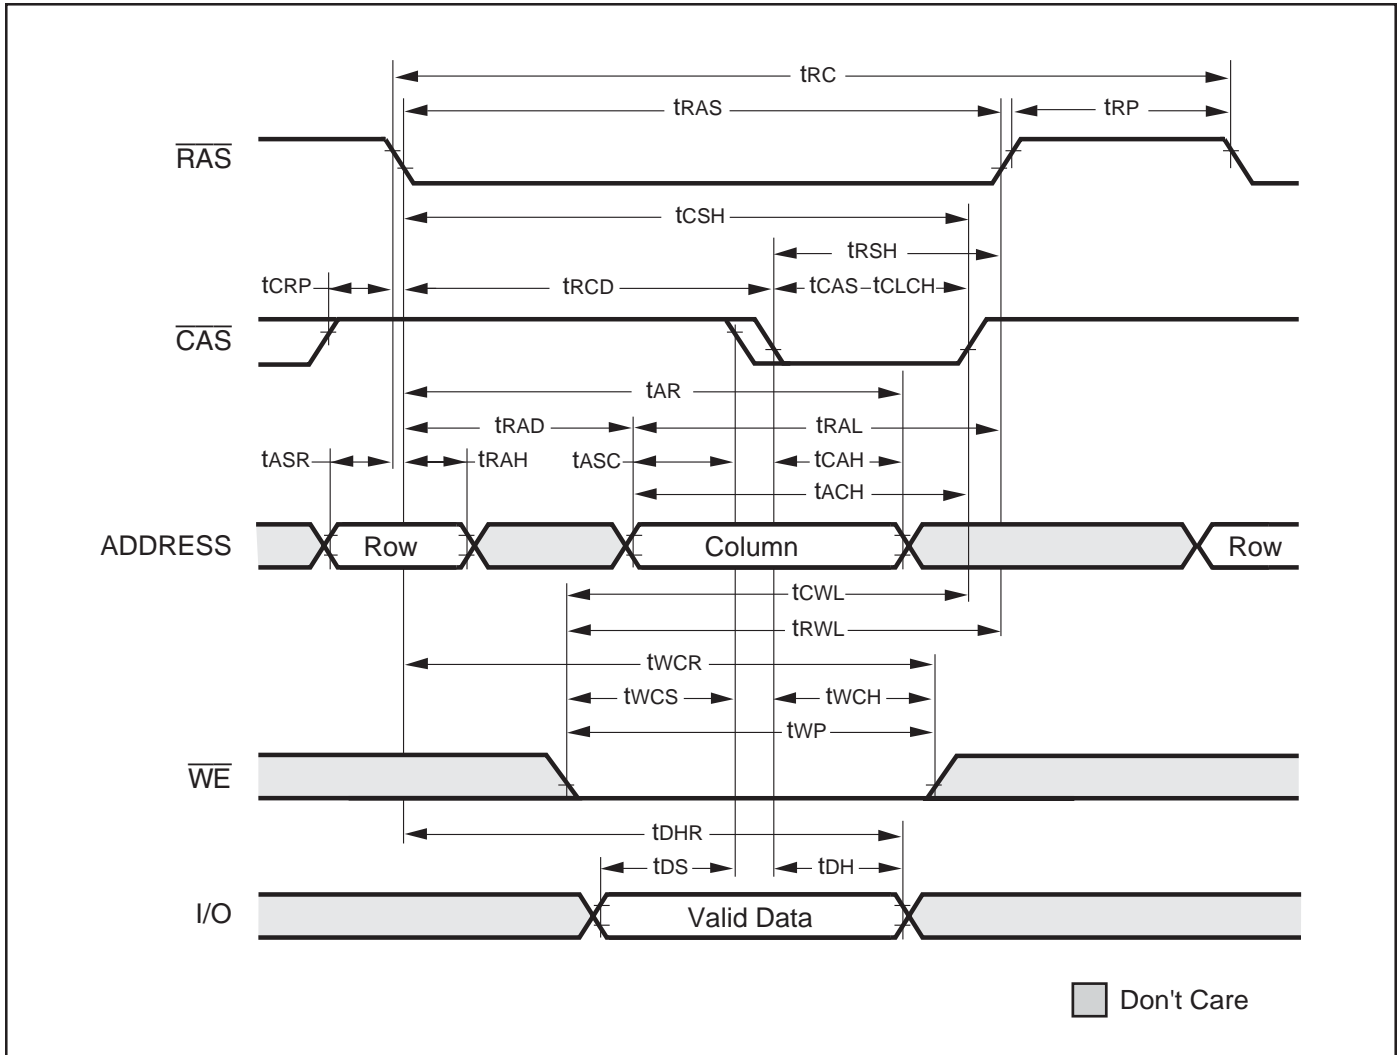 tRC
tRAS
tRP
RAS
tCSH
tRSH
tCRP
tRCD
tCAS
tCLCH
CAS
tAR
tRAD
tRAL
tASR
tRAH
tASC
tCAH
tACH
ADDRESS
Row
Column
Row
tCWL
tRWL
tWCR
tWCS
tWCH
tWP
WE
tDHR
tDS
tDH
I/O
Valid Data
Don't Care